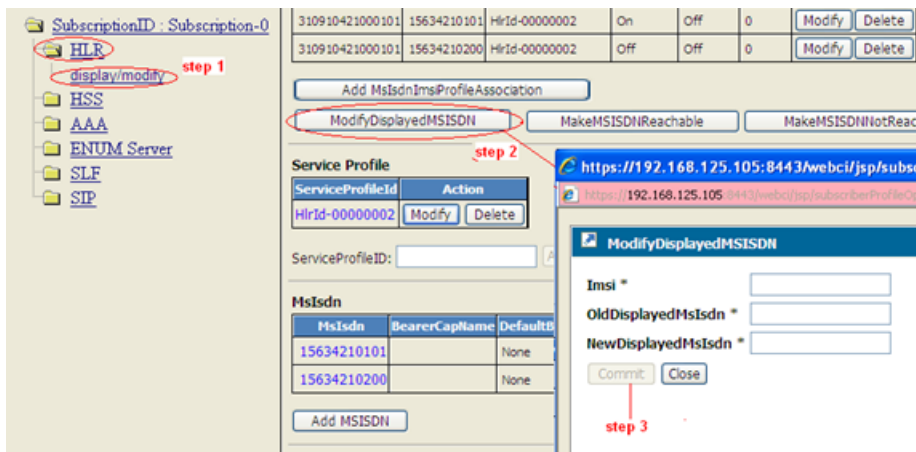 SubscriptionID : Subscription-0
HLR
display/modify
step 1
HSS
AAA
ENUM Server
SLF
SIP
310910421000101 15634210101 HlrId-00000002 On Off 0 Modify Delete
310910421000101 15634210200 HlrId-00000002 Off Off 0 Modify Delete
Add MsIsdnImsiProfileAssociation
ModifyDisplayedMSISDN MakeMSISDNReachable MakeMSISDNNotReac
step 2
Service Profile
ServiceProfileId Action
HlrId-00000002 Modify Delete
ServiceProfileID: A
MsIsdn
MsIsdn BearerCapName DefaultB
15634210101 None
15634210200 None
Add MSISDN
https://192.168.125.105:8443/webci/jsp/subsc
https://192.168.125.105:8443/webci/jsp/subscriberProfileOp
ModifyDisplayedMSISDN
Imsi *
OldDisplayedMsIsdn *
NewDisplayedMsIsdn *
Commit Close
step 3